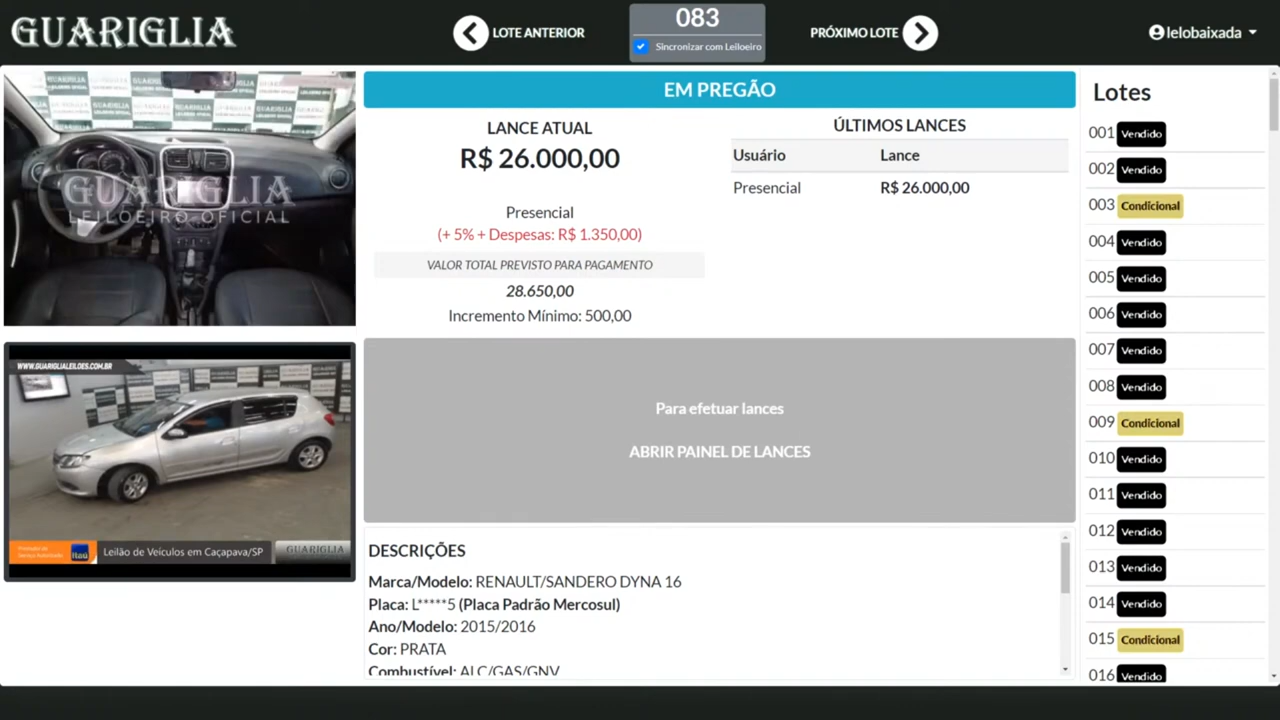 GUARIGLIA
LOTE ANTERIOR
083
Sincronizar com Leiloeiro
PRÓXIMO LOTE
lelobaixada
GUARIGLIA
LEILOEIRO OFICIAL
EM PREGÃO
LANCE ATUAL
R$ 26.000,00
Presencial
(+ 5% + Despesas: R$ 1.350,00)
VALOR TOTAL PREVISTO PARA PAGAMENTO
28.650,00
Incremento Mínimo: 500,00
ÚLTIMOS LANCES
Usuário Lance
Presencial R$ 26.000,00
Para efetuar lances
ABRIR PAINEL DE LANCES
WWW.GUARIGLIALEILOES.COM.BR
itaú
Leilão de Veículos em Caçapava/SP
GUARIGLIA
DESCRIÇÕES
Marca/Modelo: RENAULT/SANDERO DYNA 16
Placa: L*****5 (Placa Padrão Mercosul)
Ano/Modelo: 2015/2016
Cor: PRATA
Combustível: ALC/GAS/GNV
Lotes
001 Vendido
002 Vendido
003 Condicional
004 Vendido
005 Vendido
006 Vendido
007 Vendido
008 Vendido
009 Condicional
010 Vendido
011 Vendido
012 Vendido
013 Vendido
014 Vendido
015 Condicional
016 Vendido